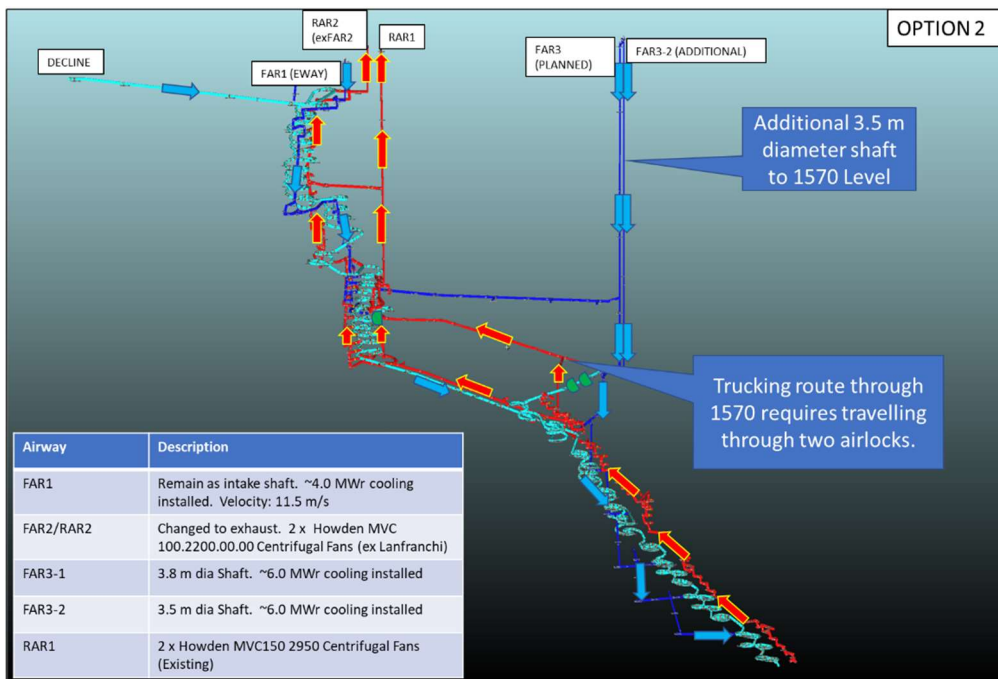 OPTION 2
RAR2
(exFAR2
RAR1
DECLINE
FAR1 (EWAY)
FAR3
(PLANNED)
FAR3-2 (ADDITIONAL)
Additional 3.5 m
diameter shaft
to 1570 Level
Trucking route through
1570 requires travelling
through two airlocks.
Airway Description
FAR1 Remain as intake shaft. ~4.0 MWr cooling
installed. Velocity: 11.5 m/s
FAR2/RAR2 Changed to exhaust. 2 x Howden MVC
100.2200.00.00 Centrifugal Fans (ex Lanfranchi)
FAR3-1 3.8 m dia Shaft. ~6.0 MWr cooling installed
FAR3-2 3.5 m dia Shaft. ~6.0 MWr cooling installed
RAR1 2 x Howden MVC150 2950 Centrifugal Fans
(Existing)